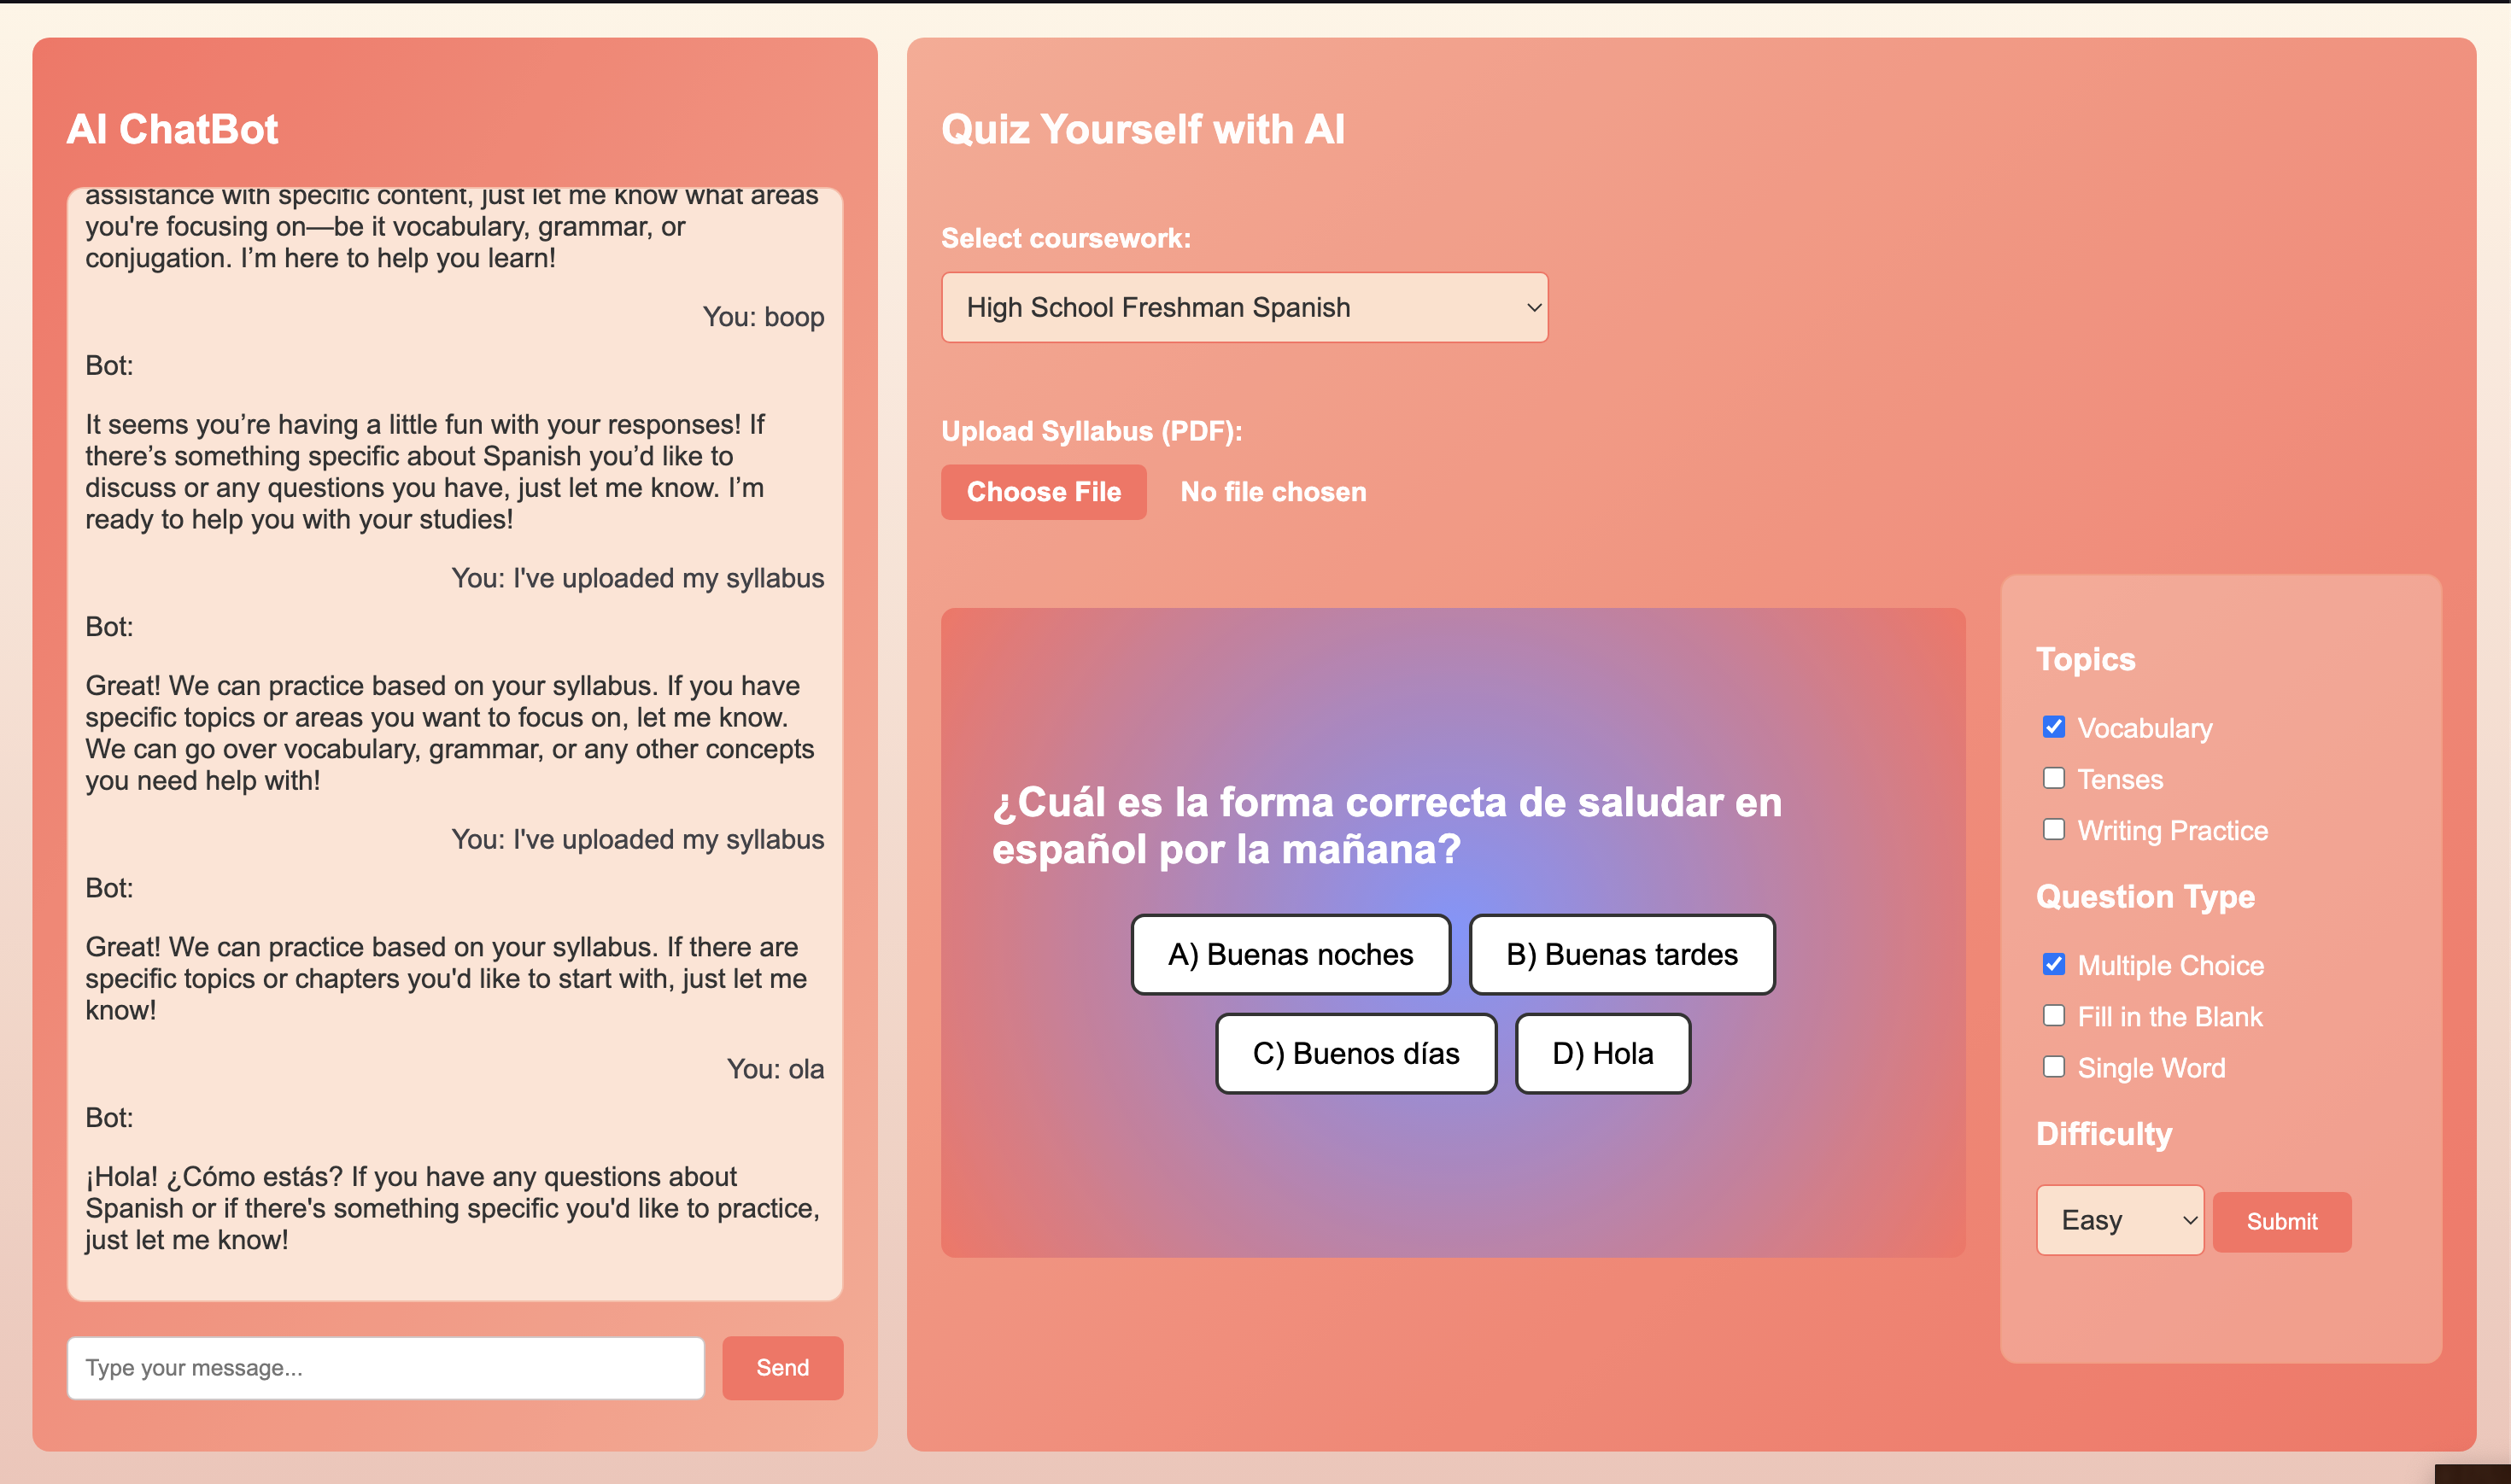 AI ChatBot
assistance with specific content, just let me know what areas
you're focusing on—be it vocabulary, grammar, or
conjugation. I’m here to help you learn!
You: boop
Bot:
It seems you’re having a little fun with your responses! If
there’s something specific about Spanish you’d like to
discuss or any questions you have, just let me know. I’m
ready to help you with your studies!
You: I've uploaded my syllabus
Bot:
Great! We can practice based on your syllabus. If you have
specific topics or areas you want to focus on, let me know.
We can go over vocabulary, grammar, or any other concepts
you need help with!
You: I've uploaded my syllabus
Bot:
Great! We can practice based on your syllabus. If there are
specific topics or chapters you'd like to start with, just let me
know!
You: ola
Bot:
¡Hola! ¿Cómo estás? If you have any questions about
Spanish or if there's something specific you'd like to practice,
just let me know!
Type your message...
Send
Quiz Yourself with AI
Select coursework:
High School Freshman Spanish
Upload Syllabus (PDF):
Choose File No file chosen
¿Cuál es la forma correcta de saludar en
español por la mañana?
A) Buenas noches
B) Buenas tardes
C) Buenos días
D) Hola
Topics
Vocabulary
Tenses
Writing Practice
Question Type
Multiple Choice
Fill in the Blank
Single Word
Difficulty
Easy
Submit